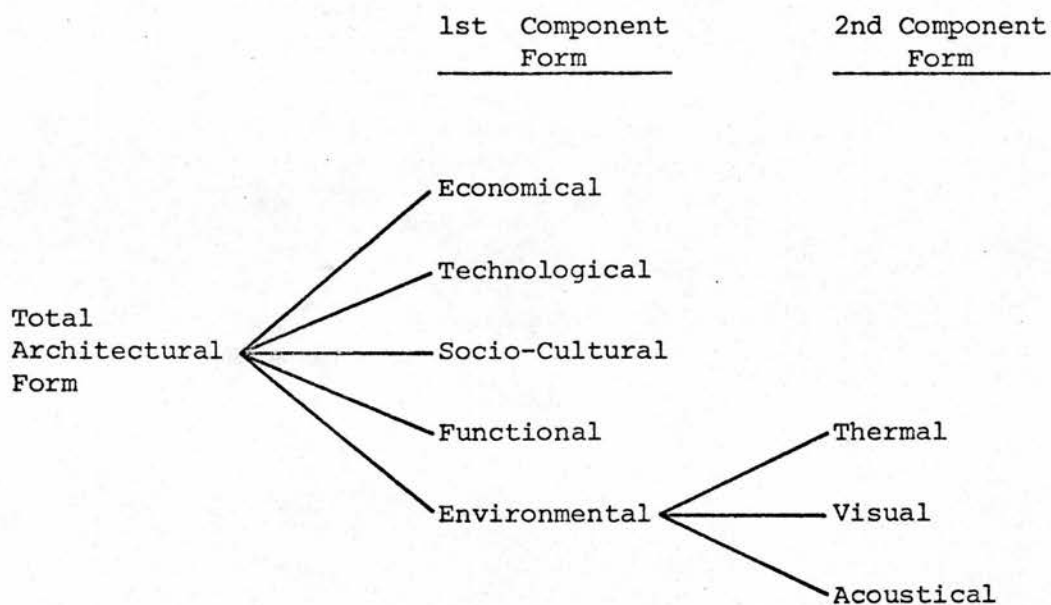 1st Component
Form
2nd Component
Form
Economical
Technological
Total
Architectural
Form
Socio-Cultural
Functional
Thermal
Environmental
Visual
Acoustical